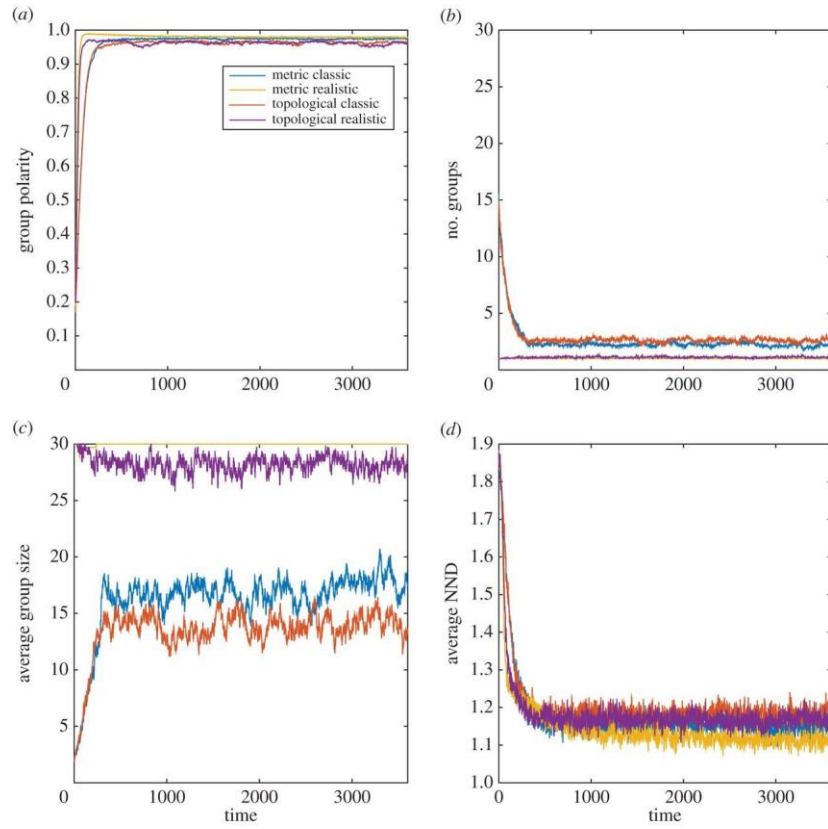 (a)
1.0
0.9
0.8
0.7
0.6
0.5
0.4
0.3
0.2
0.1
group polarity
metric classic
metric realistic
topological classic
topological realistic
0 1000 2000 3000
(b)
30
25
20
15
10
5
no. groups
0 1000 2000 3000
(c)
30
25
20
15
10
5
average group size
0 1000 2000 3000
time
(d)
1.9
1.8
1.7
1.6
1.5
1.4
1.3
1.2
1.1
1.0
average NND
0 1000 2000 3000
time